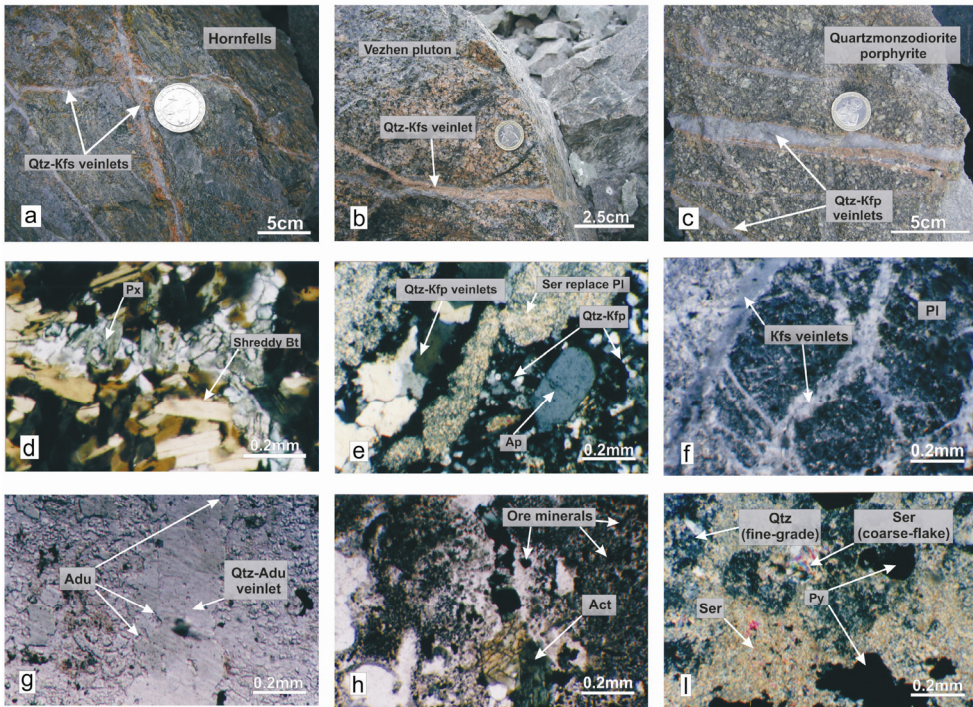 Hornfells
Qtz-Kfs veinlets
a
5cm
Vezhen pluton
Qtz-Kfs veinlet
b
2.5cm
Quartzmonzodiorite
porphyrite
Qtz-Kfp
veinlets
c
5cm
Px
Shreddy Bt
d
0.2mm
Qtz-Kfp veinlets
Ser replace Pl
Qtz-Kfp
Ap
e
0.2mm
Kfs veinlets
Pl
f
0.2mm
Adu
Qtz-Adu
veinlet
g
0.2mm
Ore minerals
Act
h
0.2mm
Qtz
(fine-grade)
Ser
(coarse-flake)
Ser
Py
I
0.2mm